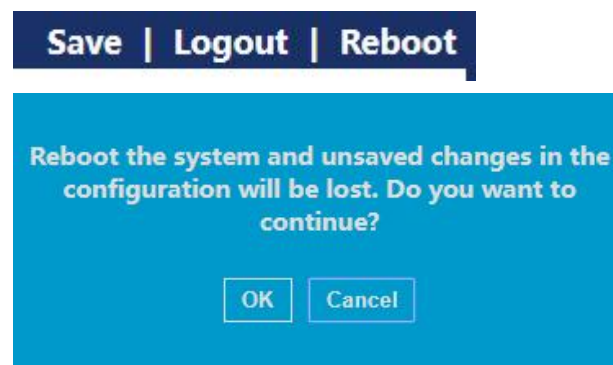 Save | Logout | Reboot
Reboot the system and unsaved changes in the
configuration will be lost. Do you want to
continue?
OK Cancel